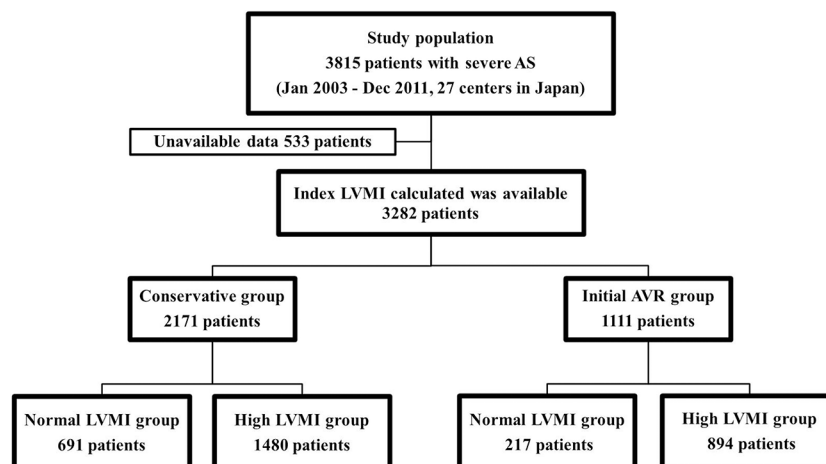 Study population
3815 patients with severe AS
(Jan 2003 - Dec 2011, 27 centers in Japan)
Unavailable data 533 patients
Index LVMI calculated was available
3282 patients
Conservative group
2171 patients
Initial AVR group
1111 patients
Normal LVMI group
691 patients
High LVMI group
1480 patients
Normal LVMI group
217 patients
High LVMI group
894 patients